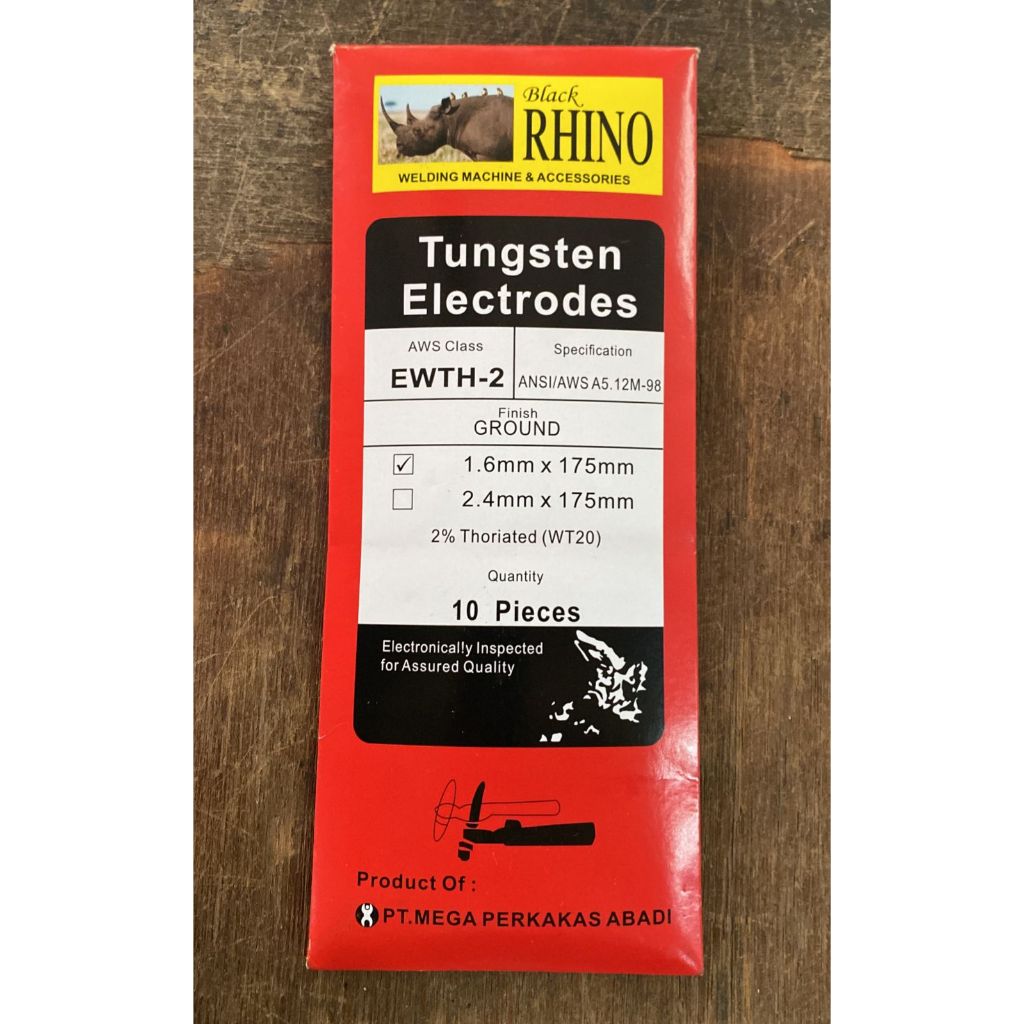 Black
RHINO
WELDING MACHINE & ACCESSORIES
Tungsten
Electrodes
AWS Class
EWTH-2
Specification
ANSI/AWS A5.12M-98
Finish
GROUND
1.6mm x 175mm
2.4mm x 175mm
2% Thoriated (WT20)
Quantity
10 Pieces
Electronically Inspected
for Assured Quality
Product Of :
PT.MEGA PERKAKAS ABADI